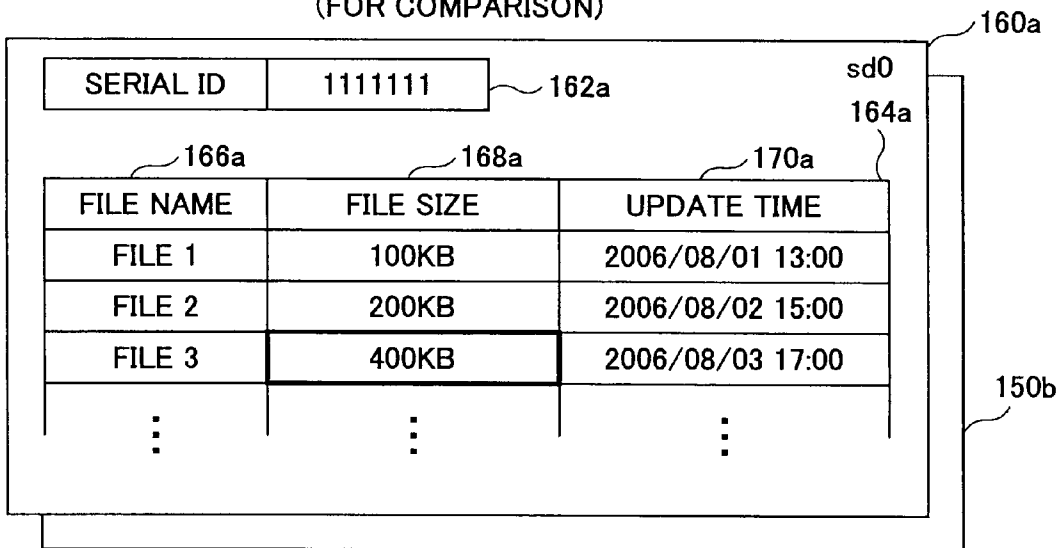 (FOR COMPARISON)
160a
SERIAL ID 1111111 162a sd0
164a
166a 168a 170a
FILE NAME FILE SIZE UPDATE TIME
FILE 1 100KB 2006/08/01 13:00
FILE 2 200KB 2006/08/02 15:00
FILE 3 400KB 2006/08/03 17:00
150b